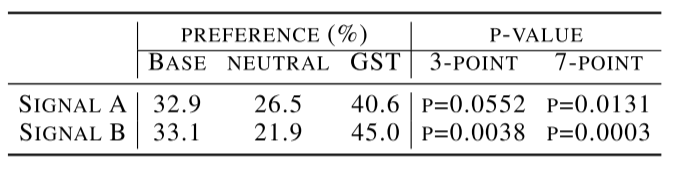 PREFERENCE (%) P-VALUE
BASE NEUTRAL GST 3-POINT 7-POINT
SIGNAL A 32.9 26.5 40.6 P=0.0552 P=0.0131
SIGNAL B 33.1 21.9 45.0 P=0.0038 P=0.0003